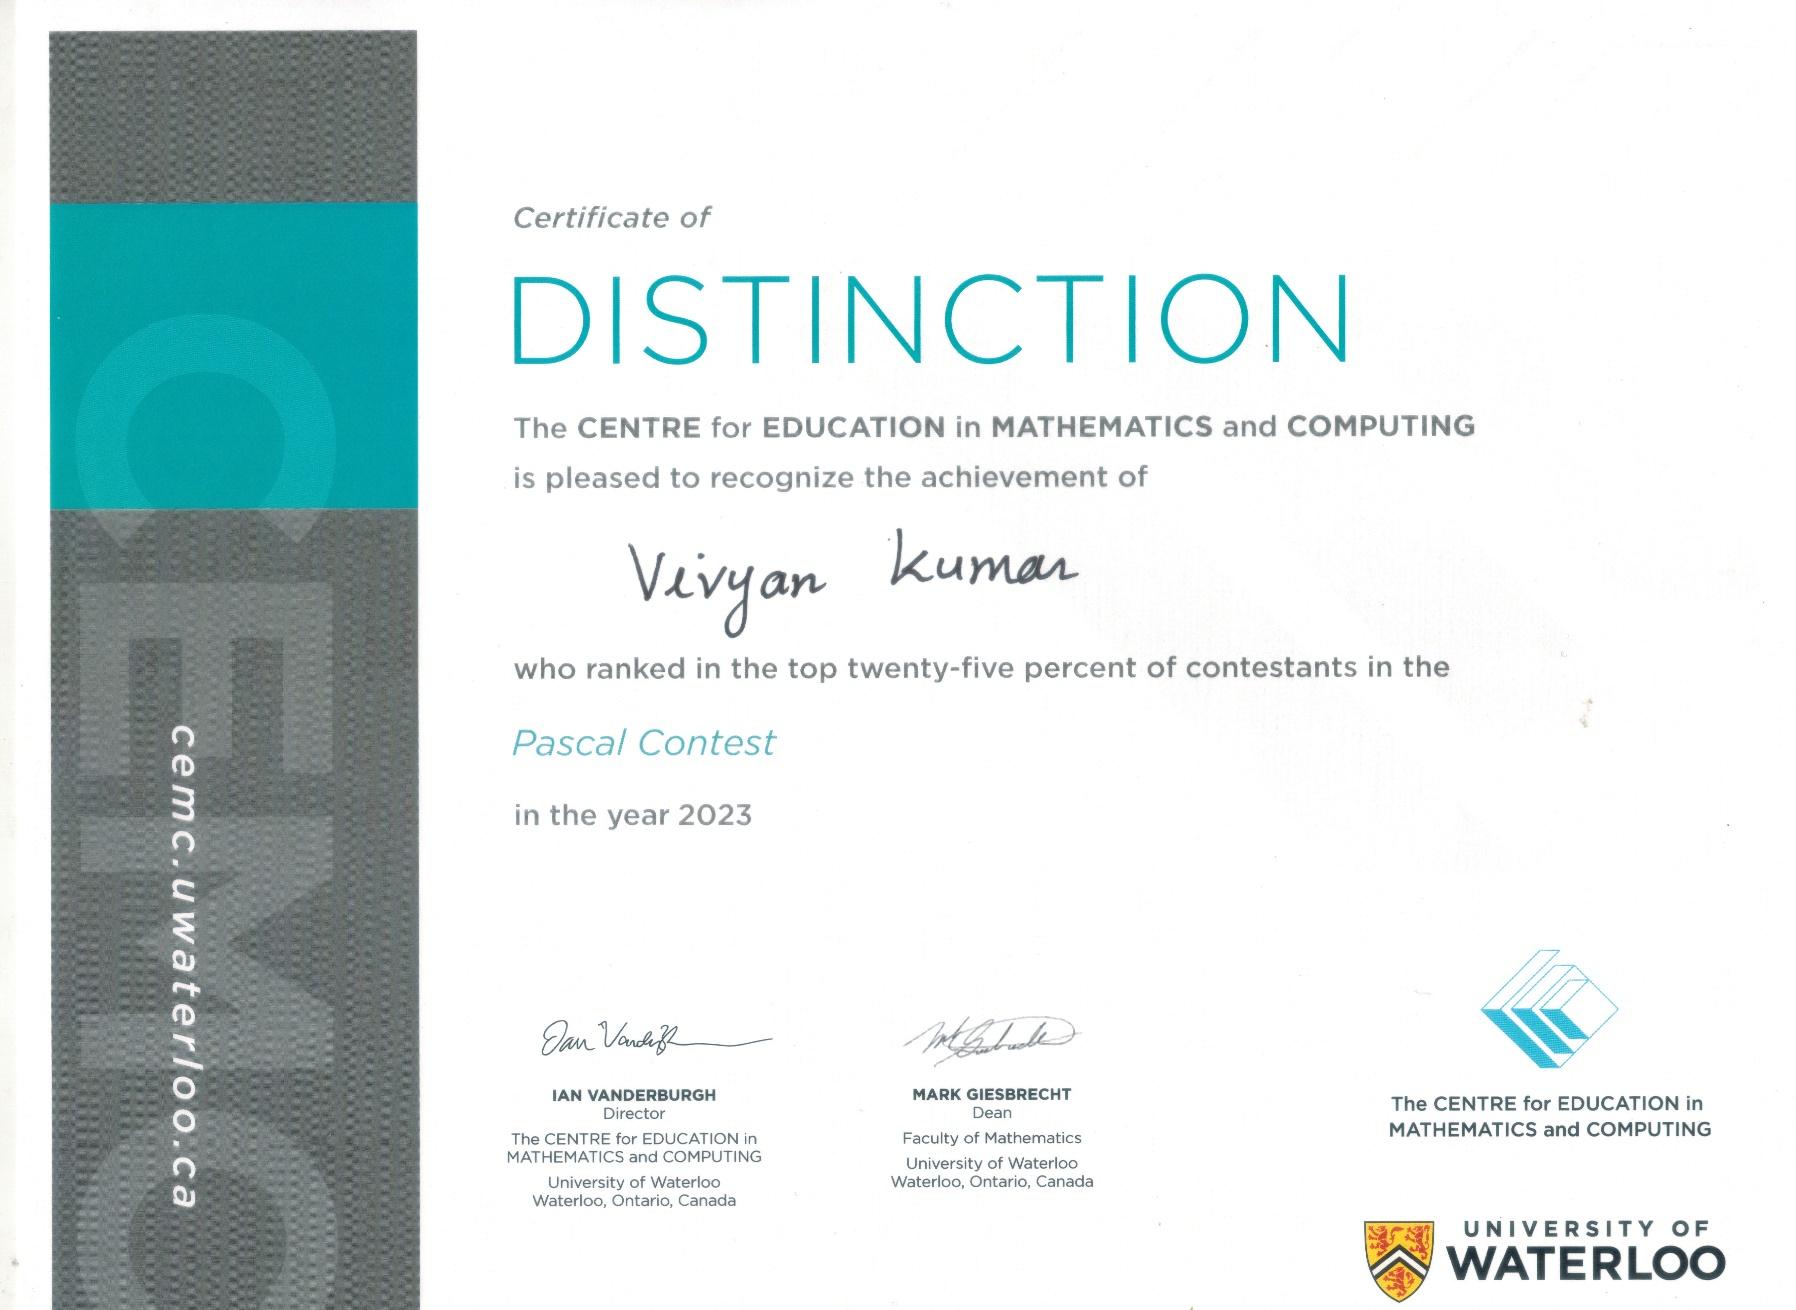 Certificate of
DISTINCTION
The CENTRE for EDUCATION in MATHEMATICS and COMPUTING
is pleased to recognize the achievement of
Vivyan Kumar
who ranked in the top twenty-five percent of contestants in the
Pascal Contest
in the year 2023
CEMC
cemc.uwaterloo.ca
Ian Vanderburgh
IAN VANDERBURGH
Director
The CENTRE for EDUCATION in
MATHEMATICS and COMPUTING
University of Waterloo
Waterloo, Ontario, Canada
MARK GIESBRECHT
Dean
Faculty of Mathematics
University of Waterloo
Waterloo, Ontario, Canada
The CENTRE for EDUCATION in
MATHEMATICS and COMPUTING
UNIVERSITY OF
WATERLOO